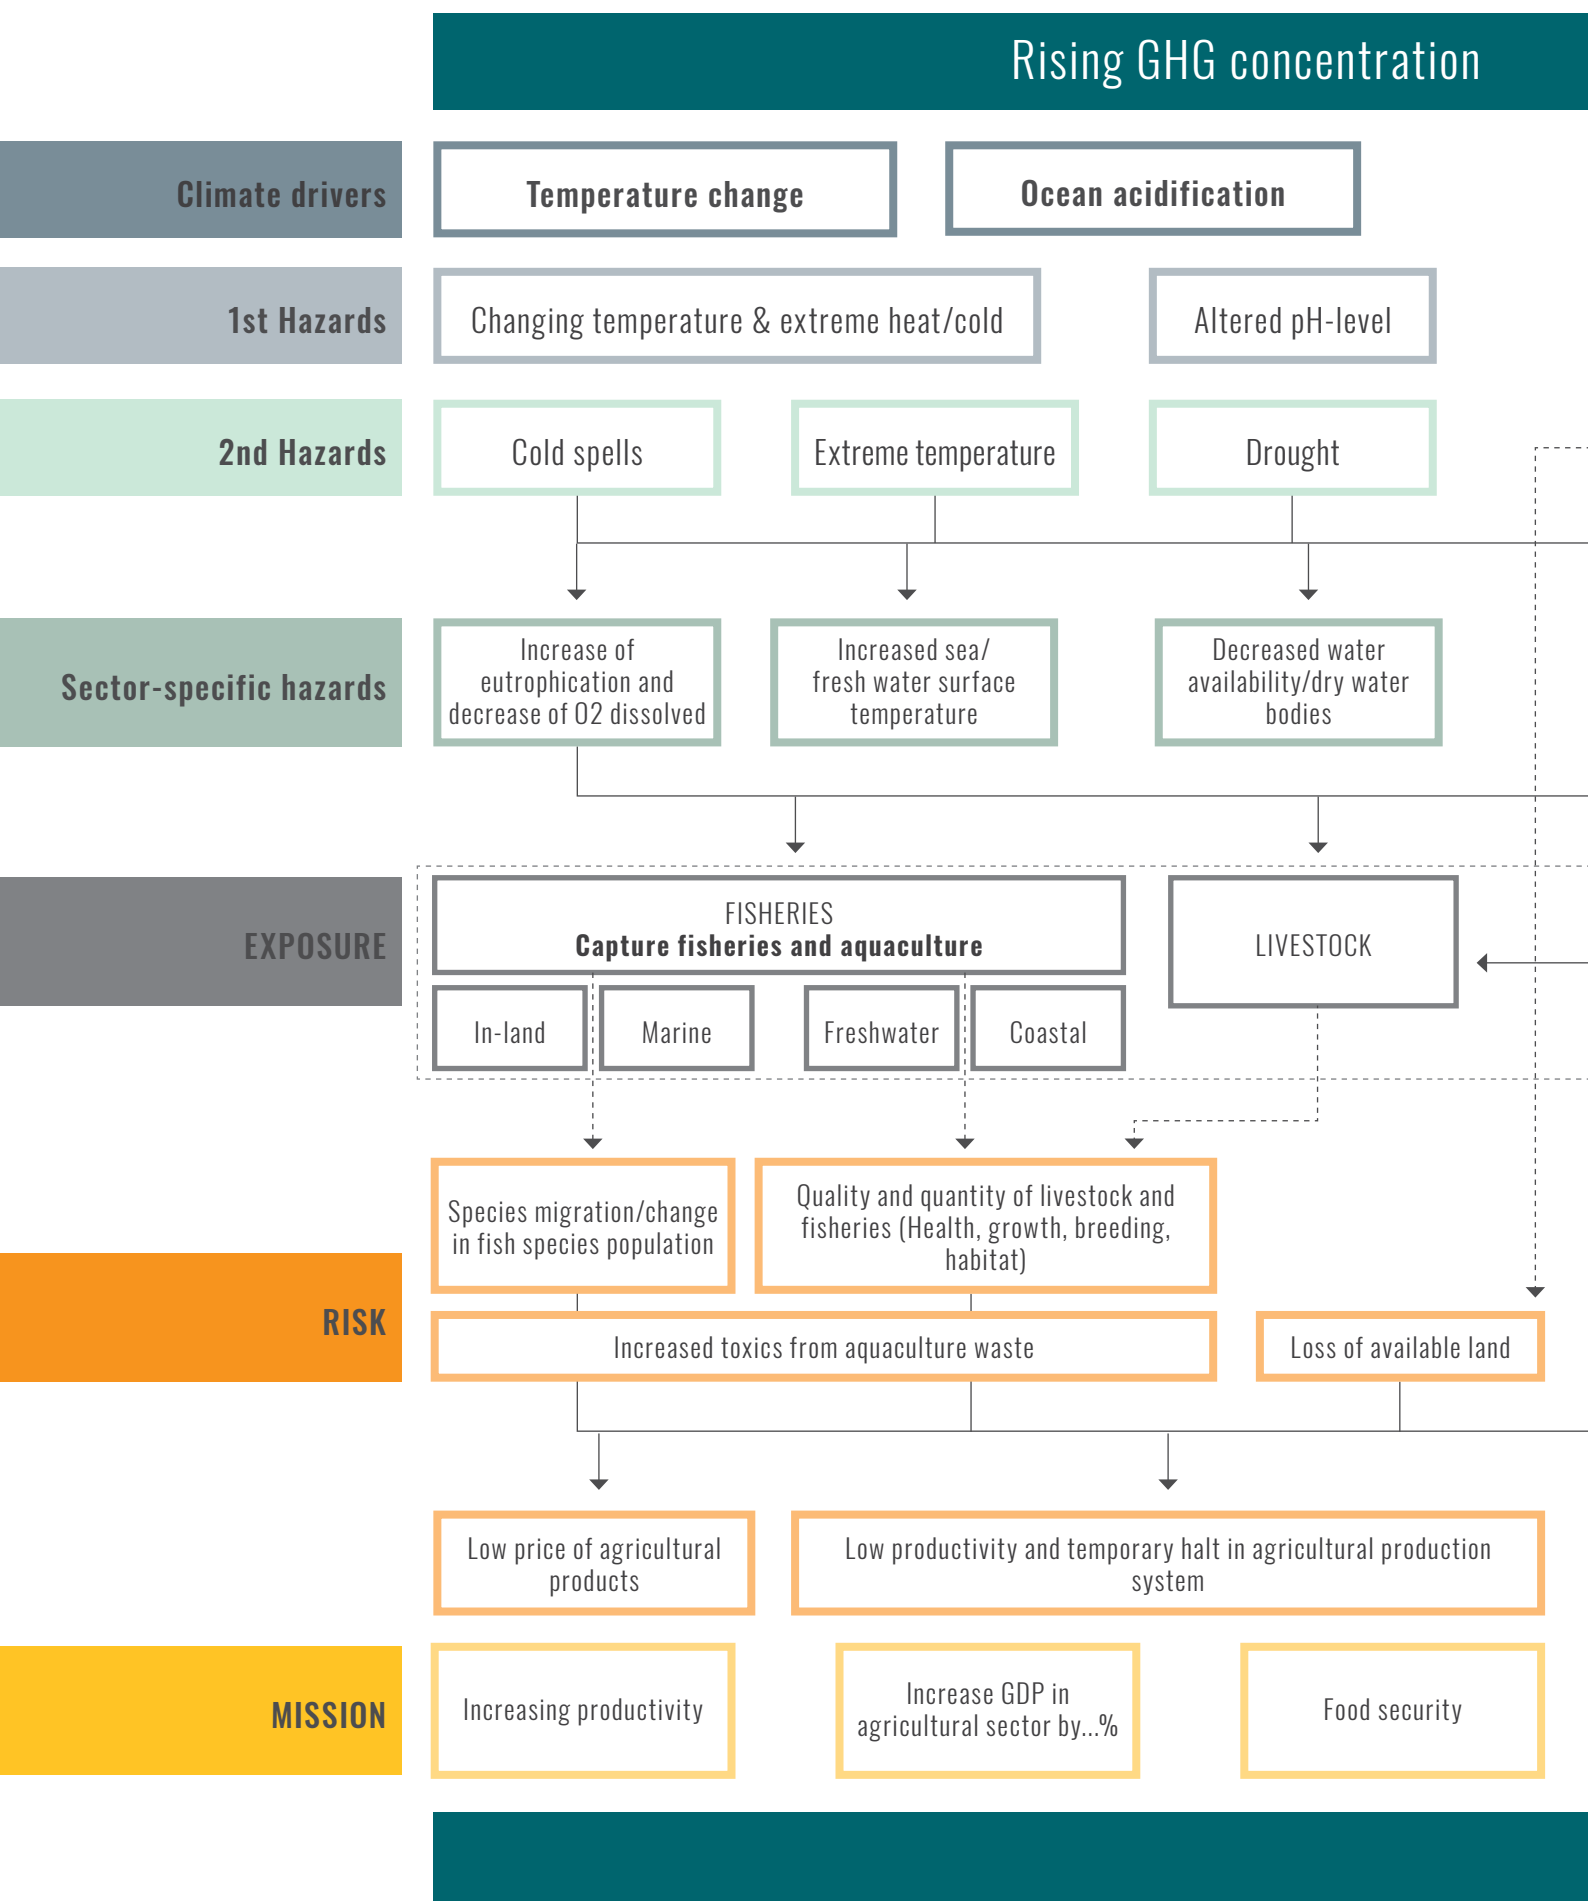 Rising GHG concentration
Climate drivers
Temperature change
Ocean acidification
1st Hazards
Changing temperature & extreme heat/cold
Altered pH-level
2nd Hazards
Cold spells
Extreme temperature
Drought
Sector-specific hazards
Increase of
eutrophication and
decrease of O2 dissolved
Increased sea/
fresh water surface
temperature
Decreased water
availability/dry water
bodies
EXPOSURE
FISHERIES
Capture fisheries and aquaculture
LIVESTOCK
In-land
Marine
Freshwater
Coastal
RISK
Species migration/change
in fish species population
Quality and quantity of livestock and
fisheries (Health, growth, breeding,
habitat)
Increased toxics from aquaculture waste
Loss of available land
Low price of agricultural
products
Low productivity and temporary halt in agricultural production
system
MISSION
Increasing productivity
Increase GDP in
agricultural sector by...%
Food security